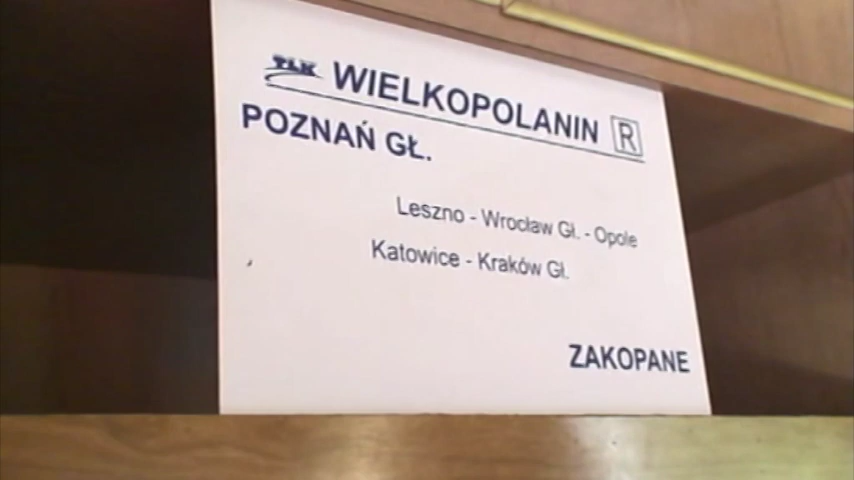 TLK WIELKOPOLANIN R
POZNAŃ GŁ.
Leszno - Wrocław Gł. - Opole
Katowice - Kraków Gł.
ZAKOPANE